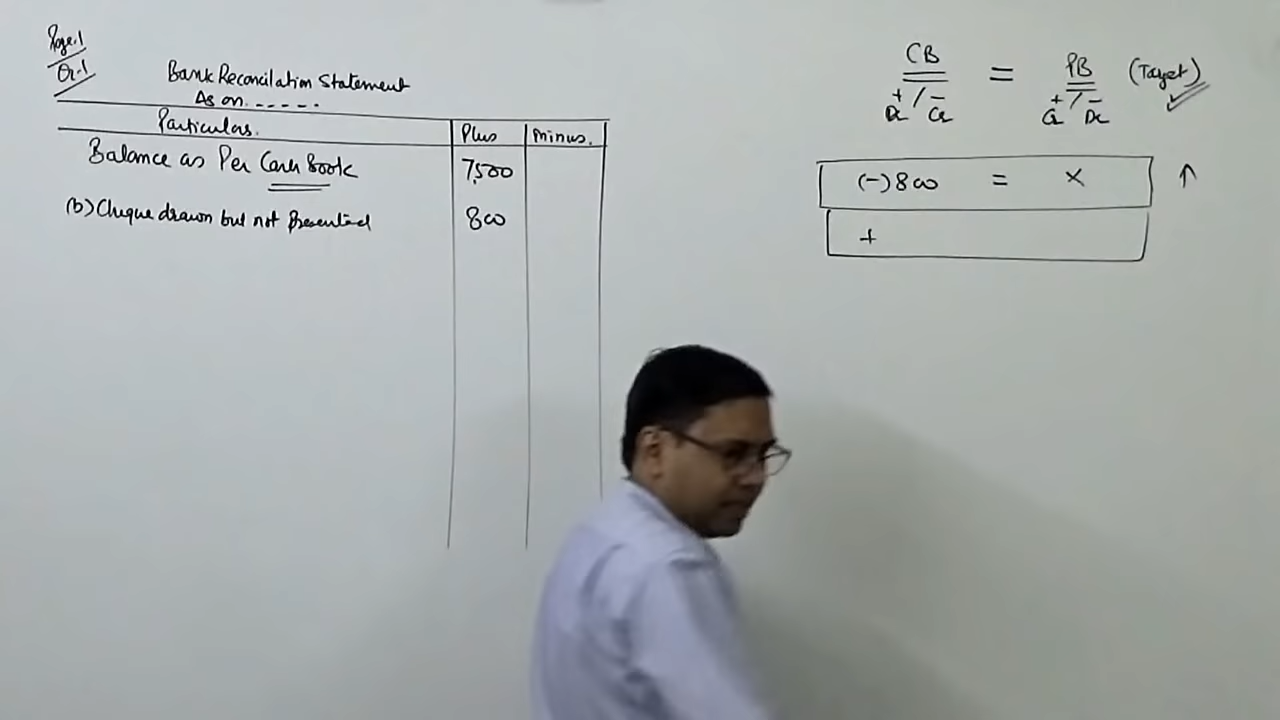 Page.1
Qr.1
Bank Reconcilation Statement
As on.-----.
Particulars. Plus minus.
Balance as Per Cash Book 7,500
(b) Cheque drawn but not Presented 800
CB = PB (Target)
+ / - + / -
Dr Cr Cr Dr
(-) 800 = × ↑
+